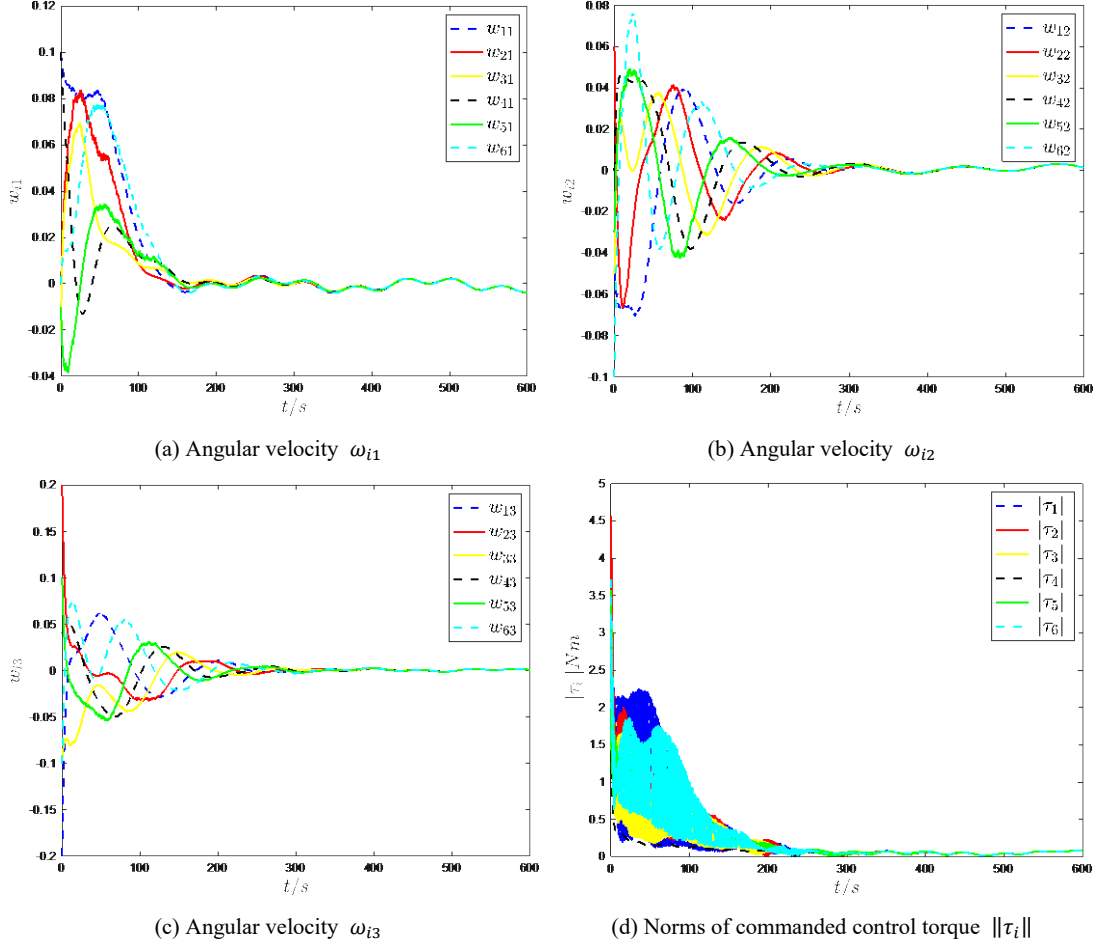 0.12
0.1
0.08
0.06
0.04
0.02
0
-0.02
-0.04
w_{i1}
0 100 200 300 400 500 600
t/s
w_{11}
w_{21}
w_{31}
w_{41}
w_{51}
w_{61}
(a) Angular velocity ω_{i1}
0.08
0.06
0.04
0.02
0
-0.02
-0.04
-0.06
-0.08
-0.1
w_{i2}
0 100 200 300 400 500 600
t/s
w_{12}
w_{22}
w_{32}
w_{42}
w_{52}
w_{62}
(b) Angular velocity ω_{i2}
0.2
0.15
0.1
0.05
0
-0.05
-0.1
-0.15
-0.2
w_{i3}
0 100 200 300 400 500 600
t/s
w_{13}
w_{23}
w_{33}
w_{43}
w_{53}
w_{63}
(c) Angular velocity ω_{i3}
5
4.5
4
3.5
3
2.5
2
1.5
1
0.5
0
|τ_i| Nm
0 100 200 300 400 500 600
t/s
|τ_1|
|τ_2|
|τ_3|
|τ_4|
|τ_5|
|τ_6|
(d) Norms of commanded control torque ‖τ_i‖